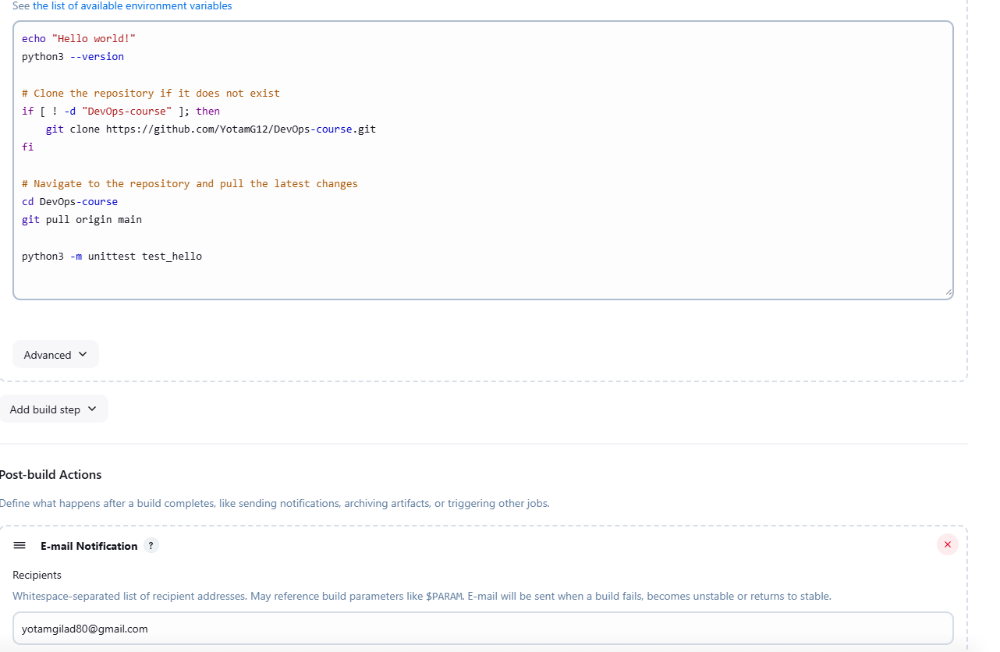 See the list of available environment variables
echo "Hello world!"
python3 --version
# Clone the repository if it does not exist
if [ ! -d "DevOps-course" ]; then
    git clone https://github.com/YotamG12/DevOps-course.git
fi
# Navigate to the repository and pull the latest changes
cd DevOps-course
git pull origin main
python3 -m unittest test_hello
Advanced
Add build step
Post-build Actions
Define what happens after a build completes, like sending notifications, archiving artifacts, or triggering other jobs.
E-mail Notification ?
Recipients
Whitespace-separated list of recipient addresses. May reference build parameters like $PARAM. E-mail will be sent when a build fails, becomes unstable or returns to stable.
yotamgilad80@gmail.com